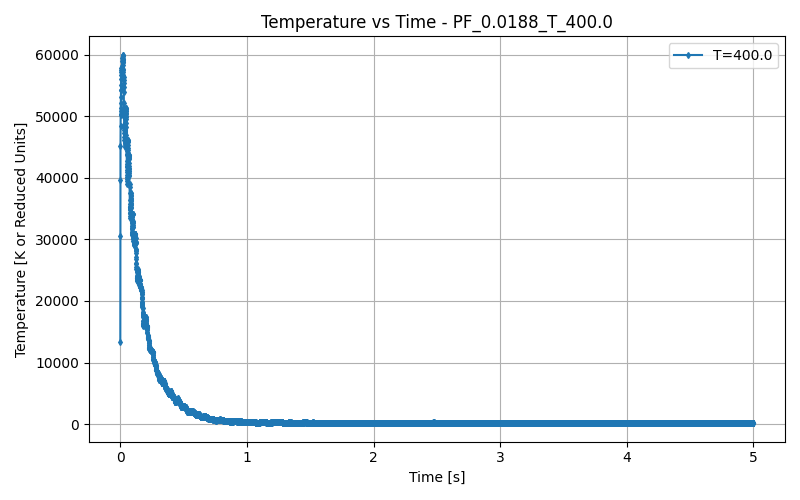 Temperature vs Time - PF_0.0188_T_400.0
T=400.0
Temperature [K or Reduced Units]
60000
50000
40000
30000
20000
10000
0
0 1 2 3 4 5
Time [s]